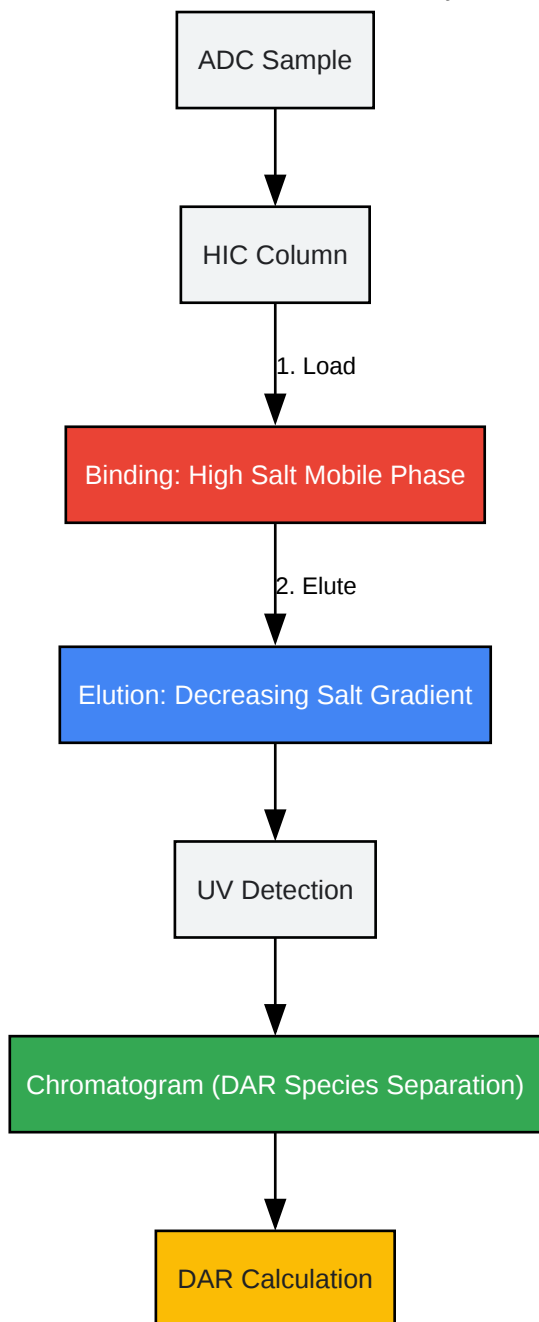 ADC Sample
HIC Column
1. Load
Binding: High Salt Mobile Phase
2. Elute
Elution: Decreasing Salt Gradient
UV Detection
Chromatogram (DAR Species Separation)
DAR Calculation